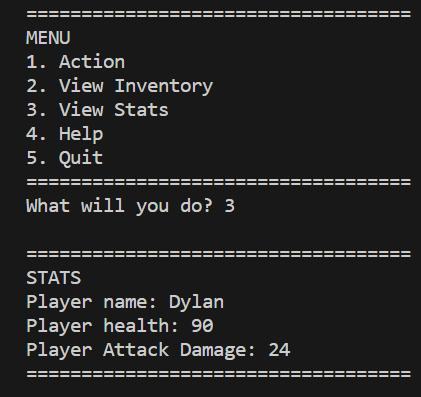 ===================================
MENU
1. Action
2. View Inventory
3. View Stats
4. Help
5. Quit
===================================
What will you do? 3
===================================
STATS
Player name: Dylan
Player health: 90
Player Attack Damage: 24
===================================